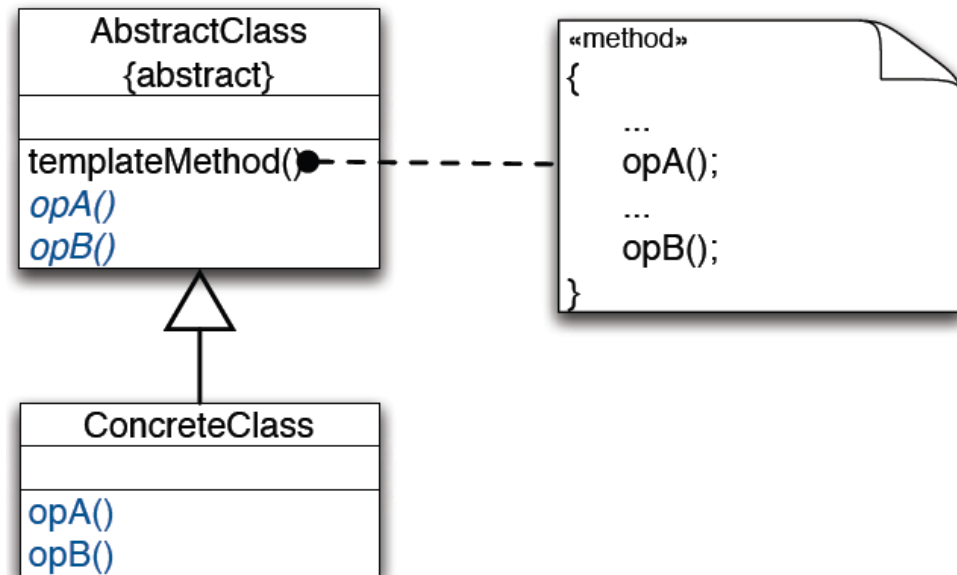 AbstractClass
{abstract}
templateMethod()
opA()
opB()
«method»
{
...
opA();
...
opB();
}
ConcreteClass
opA()
opB()